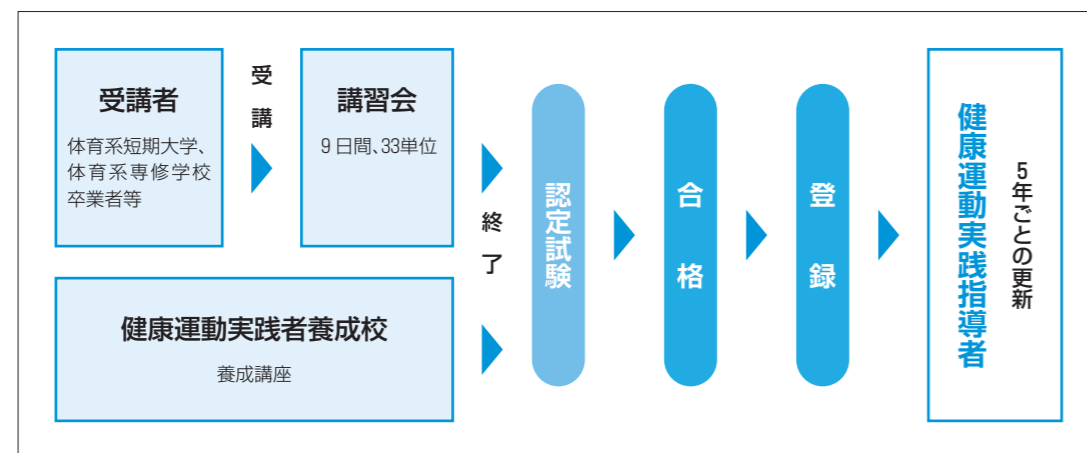 受講者
体育系短期大学、
体育系専修学校
卒業者等
受講
講習会
9日間、33単位
健康運動実践者養成校
養成講座
終了
認定試験
合格
登録
健康運動実践指導者
5年ごとの更新